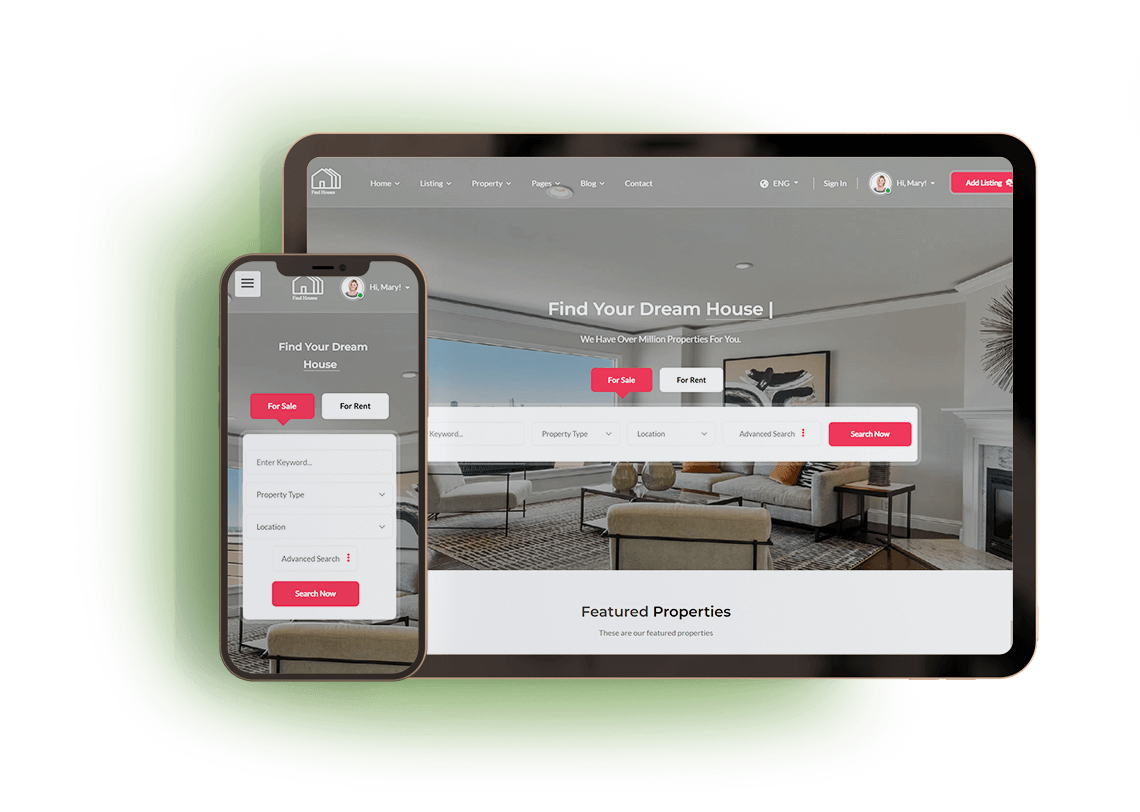 Find Houses
Home
Listing
Property
Pages
Blog
Contact
ENG
Sign In
Hi, Mary!
Add Listing
Find Your Dream House |
We Have Over Million Properties For You.
For Sale
For Rent
Keyword...
Property Type
Location
Advanced Search
Search Now
Featured Properties
These are our featured properties
Find Houses
Hi, Mary!
Find Your Dream
House
For Sale
For Rent
Enter Keyword...
Property Type
Location
Advanced Search
Search Now